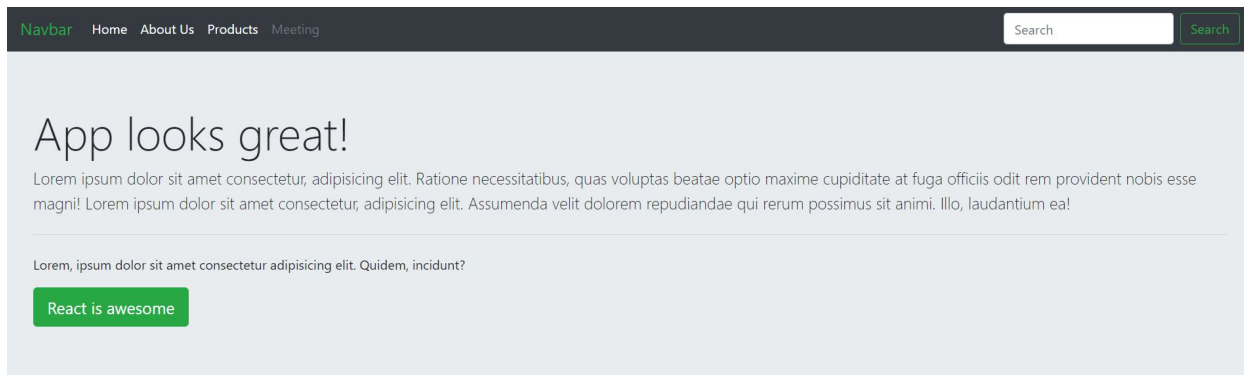 Navbar Home About Us Products Meeting Search Search
App looks great!
Lorem ipsum dolor sit amet consectetur, adipisicing elit. Ratione necessitatibus, quas voluptas beatae optio maxime cupiditate at fuga officiis odit rem provident nobis esse
magni! Lorem ipsum dolor sit amet consectetur, adipisicing elit. Assumenda velit dolorem repudiandae qui rerum possimus sit animi. Illo, laudantium ea!
Lorem, ipsum dolor sit amet consectetur adipisicing elit. Quidem, incidunt?
React is awesome